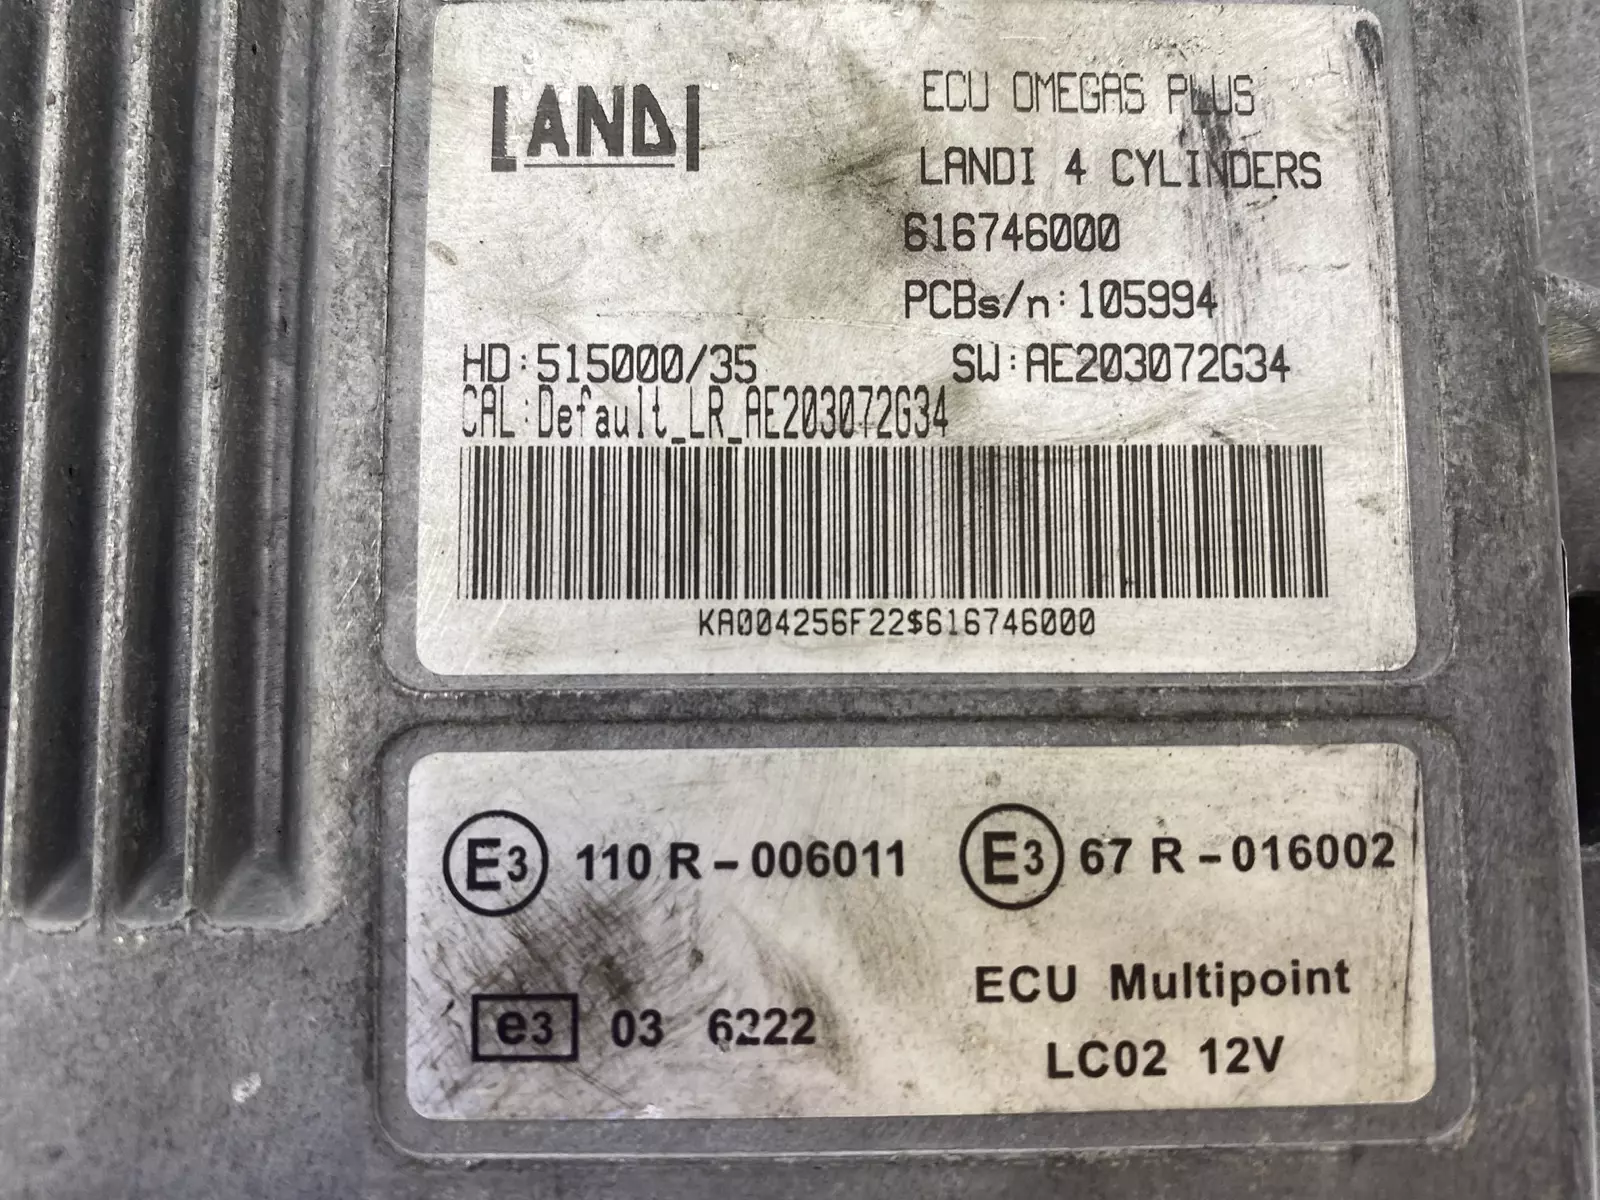 LANDI
ECU OMEGAS PLUS
LANDI 4 CYLINDERS
616746000
PCBs/n:105994
HD:515000/35 SW:AE203072G34
CAL:Default_LR_AE203072G34
KA004256F22$616746000
E3 110 R-006011 E3 67 R-016002
ECU Multipoint
e3 03 6222
LC02 12V